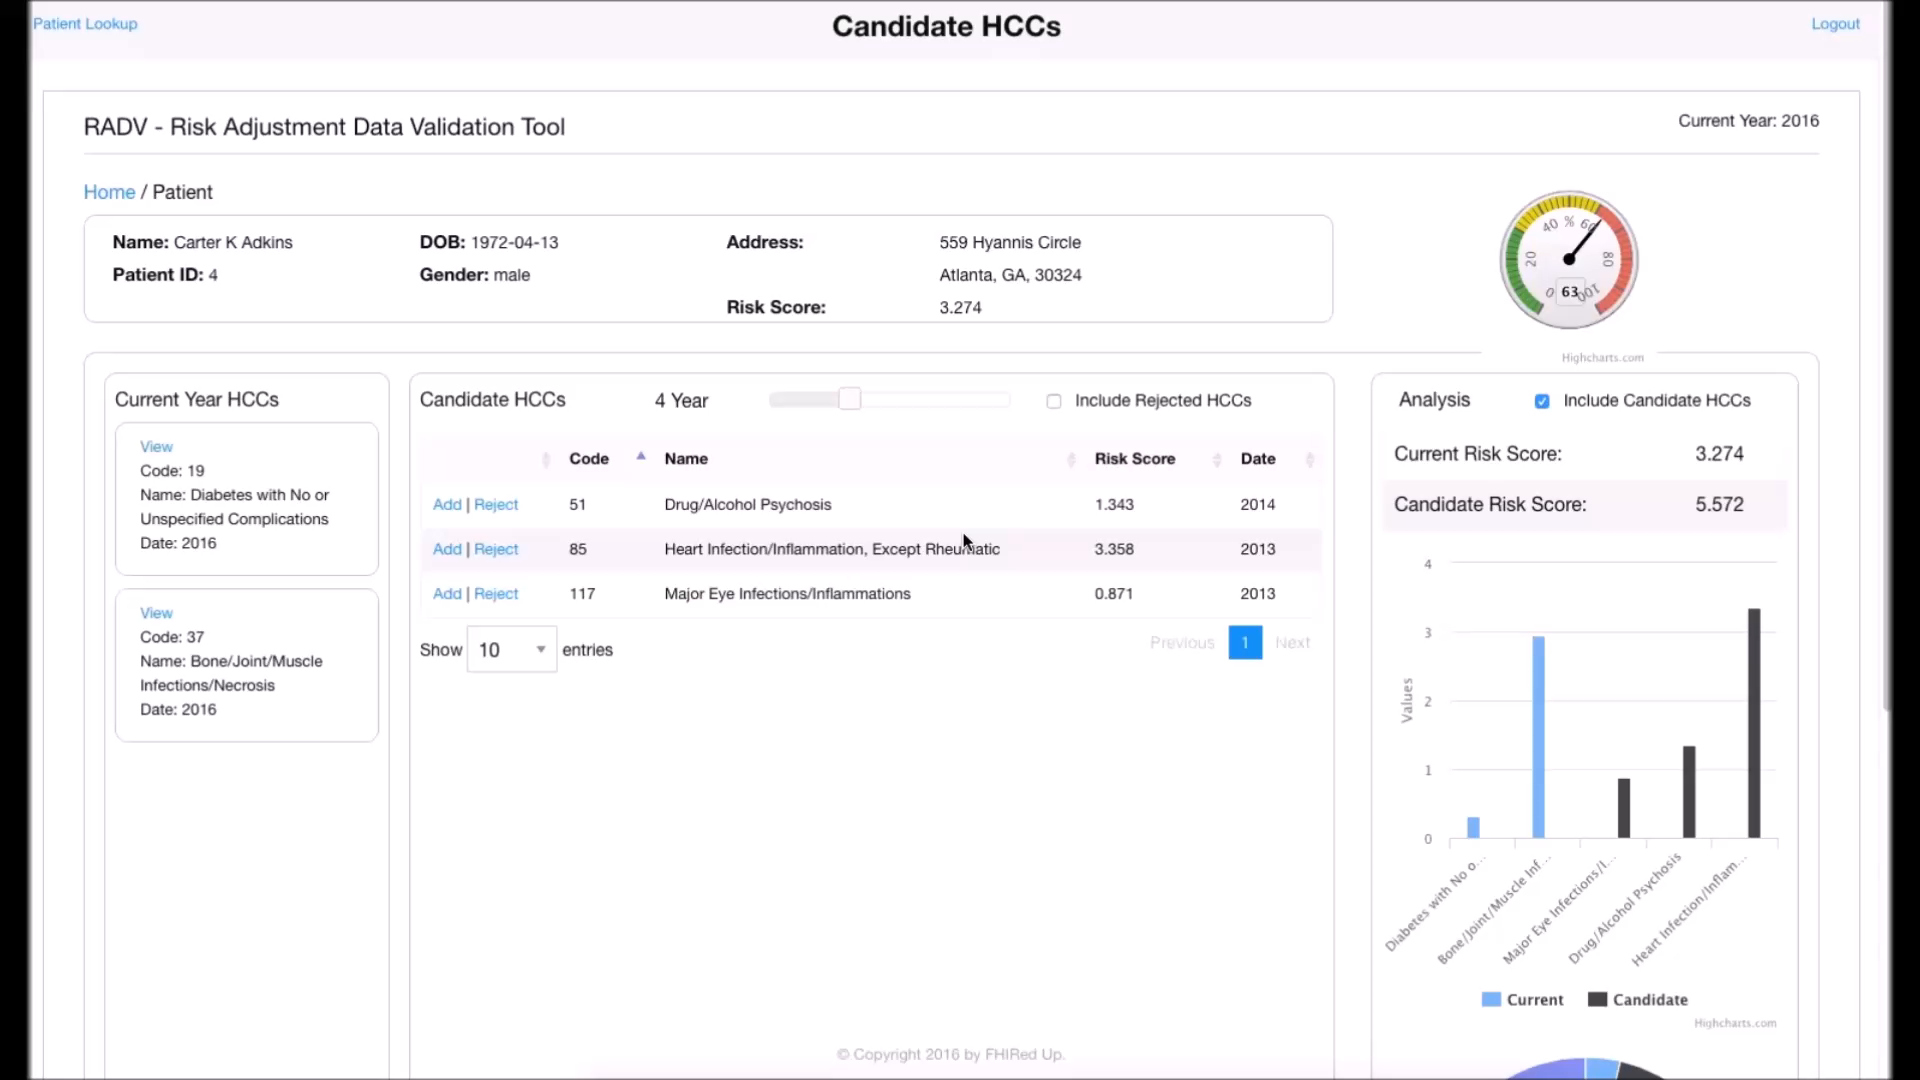 Patient Lookup
Candidate HCCs
Logout
RADV - Risk Adjustment Data Validation Tool
Current Year: 2016
Home / Patient
Name: Carter K Adkins
DOB: 1972-04-13
Address:
559 Hyannis Circle
Patient ID: 4
Gender: male
Atlanta, GA, 30324
Risk Score:
3.274
0
20
40
%
60
80
100
63
Highcharts.com
Current Year HCCs
View
Code: 19
Name: Diabetes with No or
Unspecified Complications
Date: 2016
View
Code: 37
Name: Bone/Joint/Muscle
Infections/Necrosis
Date: 2016
Candidate HCCs
4 Year
Include Rejected HCCs
Code Name Risk Score Date
Add | Reject 51 Drug/Alcohol Psychosis 1.343 2014
Add | Reject 85 Heart Infection/Inflammation, Except Rheumatic 3.358 2013
Add | Reject 117 Major Eye Infections/Inflammations 0.871 2013
Show 10 entries
Previous 1 Next
Analysis
Include Candidate HCCs
Current Risk Score: 3.274
Candidate Risk Score: 5.572
Values
4
3
2
1
0
Diabetes with No o...
Bone/Joint/Muscle Inf...
Major Eye Infections/I...
Drug/Alcohol Psychosis
Heart Infection/Inflam...
Current
Candidate
Highcharts.com
© Copyright 2016 by FHIRed Up.